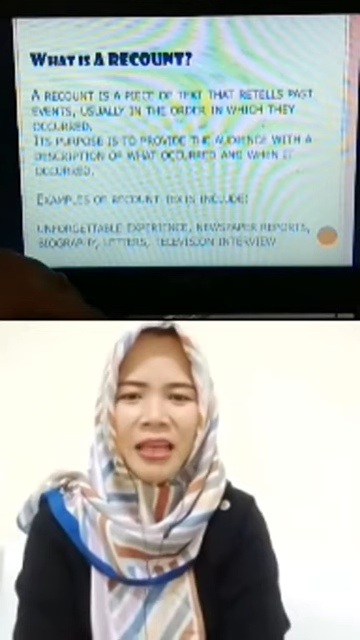 WHAT IS A RECOUNT?
A RECOUNT IS A PIECE OF TEXT THAT RETELLS PAST
EVENTS, USUALLY IN THE ORDER IN WHICH THEY
OCCURRED.
ITS PURPOSE IS TO PROVIDE THE AUDIENCE WITH A
DESCRIPTION OF WHAT OCCURRED AND WHEN IT
OCCURRED.
EXAMPLES OF RECOUNT TEXTS INCLUDE:
UNFORGETTABLE EXPERIENCE, NEWSPAPER REPORTS,
BIOGRAPHY, LETTERS, TELEVISION INTERVIEW